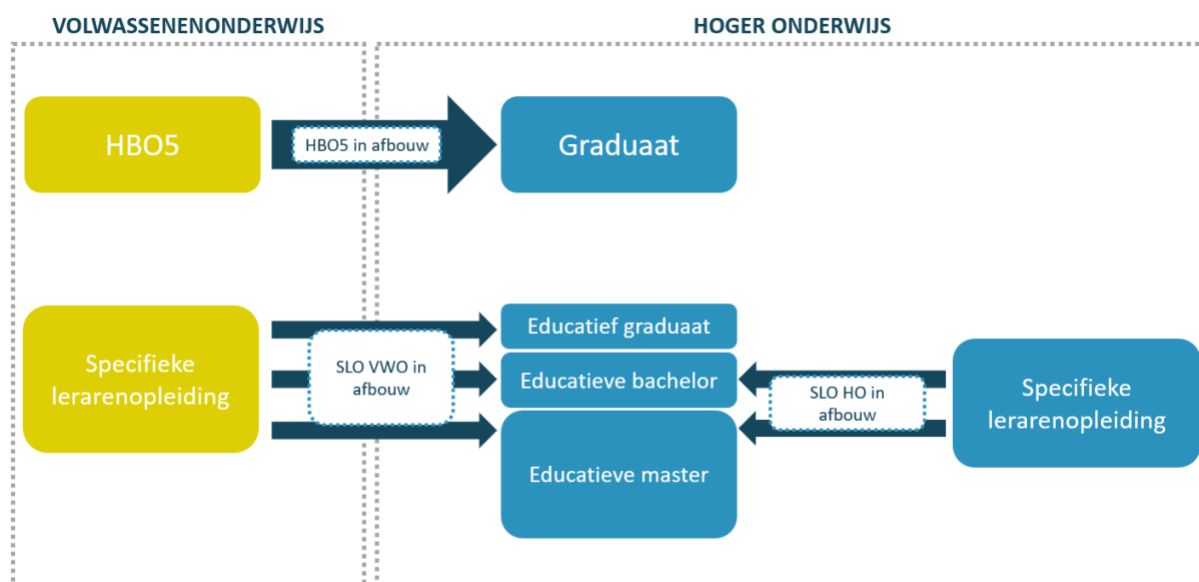 VOLWASSENENONDERWIJS
HOGER ONDERWIJS
HBO5
HBO5 in afbouw
Graduaat
Specifieke
lerarenopleiding
SLO VWO in
afbouw
Educatief graduaat
Educatieve bachelor
Educatieve master
SLO HO in
afbouw
Specifieke
lerarenopleiding